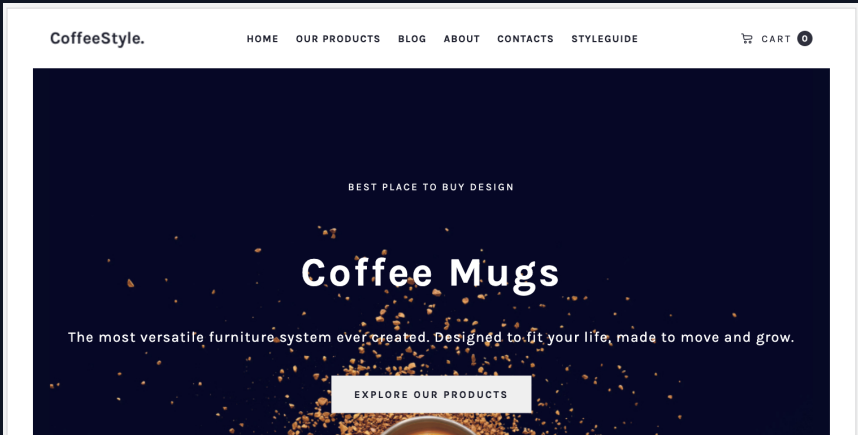 CoffeeStyle.
HOME OUR PRODUCTS BLOG ABOUT CONTACTS STYLEGUIDE
CART 0
BEST PLACE TO BUY DESIGN
Coffee Mugs
The most versatile furniture system ever created. Designed to fit your life, made to move and grow.
EXPLORE OUR PRODUCTS